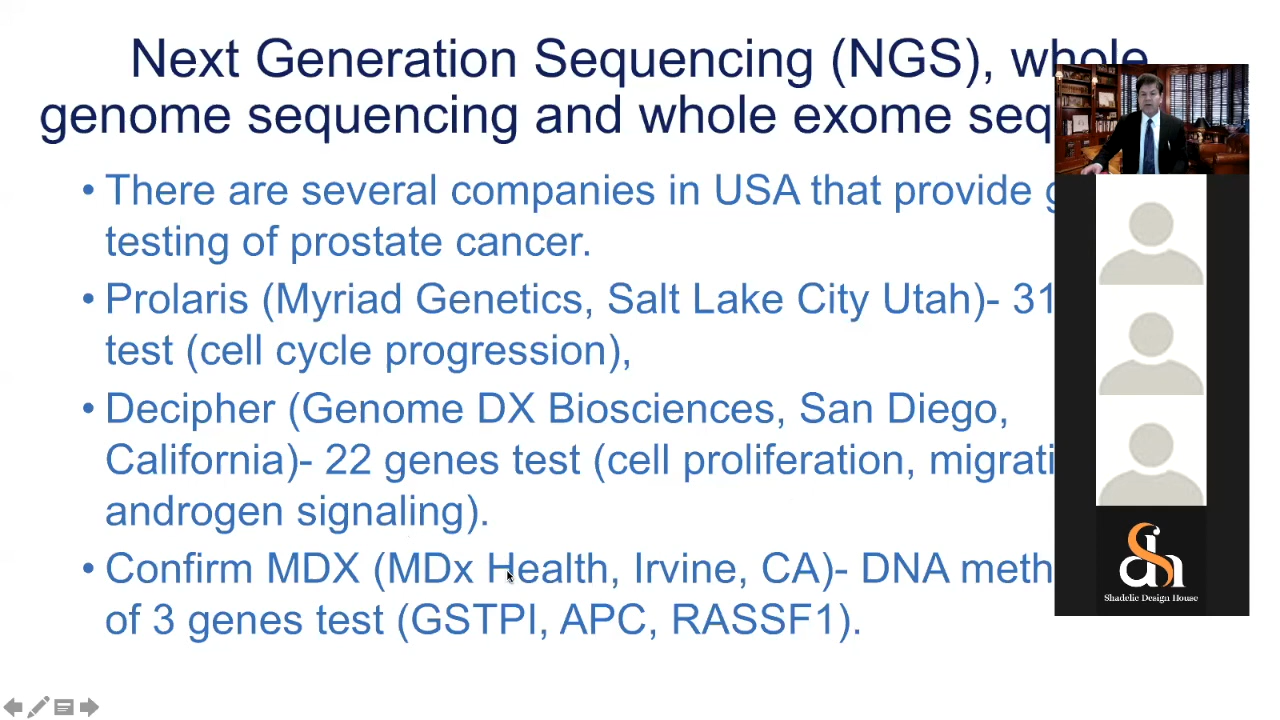 Next Generation Sequencing (NGS), whole
genome sequencing and whole exome seq
• There are several companies in USA that provide g
testing of prostate cancer.
• Prolaris (Myriad Genetics, Salt Lake City Utah)- 31
test (cell cycle progression),
• Decipher (Genome DX Biosciences, San Diego,
California)- 22 genes test (cell proliferation, migrati
androgen signaling).
• Confirm MDX (MDx Health, Irvine, CA)- DNA meth
of 3 genes test (GSTPI, APC, RASSF1).
Shadelic Design House